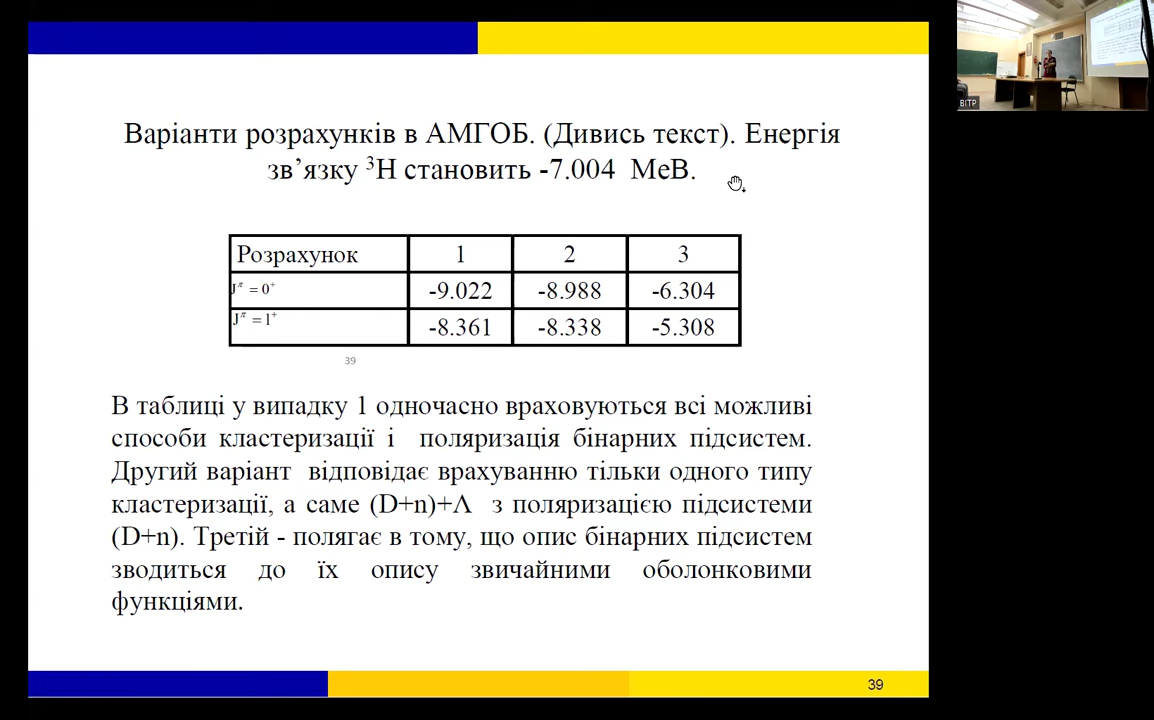 Варіанти розрахунків в АМГОБ. (Дивись текст). Енергія
зв’язку ³H становить -7.004 МеВ.
Розрахунок 1 2 3
J^π = 0⁺ -9.022 -8.988 -6.304
J^π = 1⁺ -8.361 -8.338 -5.308
39
В таблиці у випадку 1 одночасно враховуються всі можливі
способи кластеризації і поляризація бінарних підсистем.
Другий варіант відповідає врахуванню тільки одного типу
кластеризації, а саме (D+n)+Λ з поляризацією підсистеми
(D+n). Третій - полягає в тому, що опис бінарних підсистем
зводиться до їх опису звичайними оболонковими
функціями.
39
ВІТР